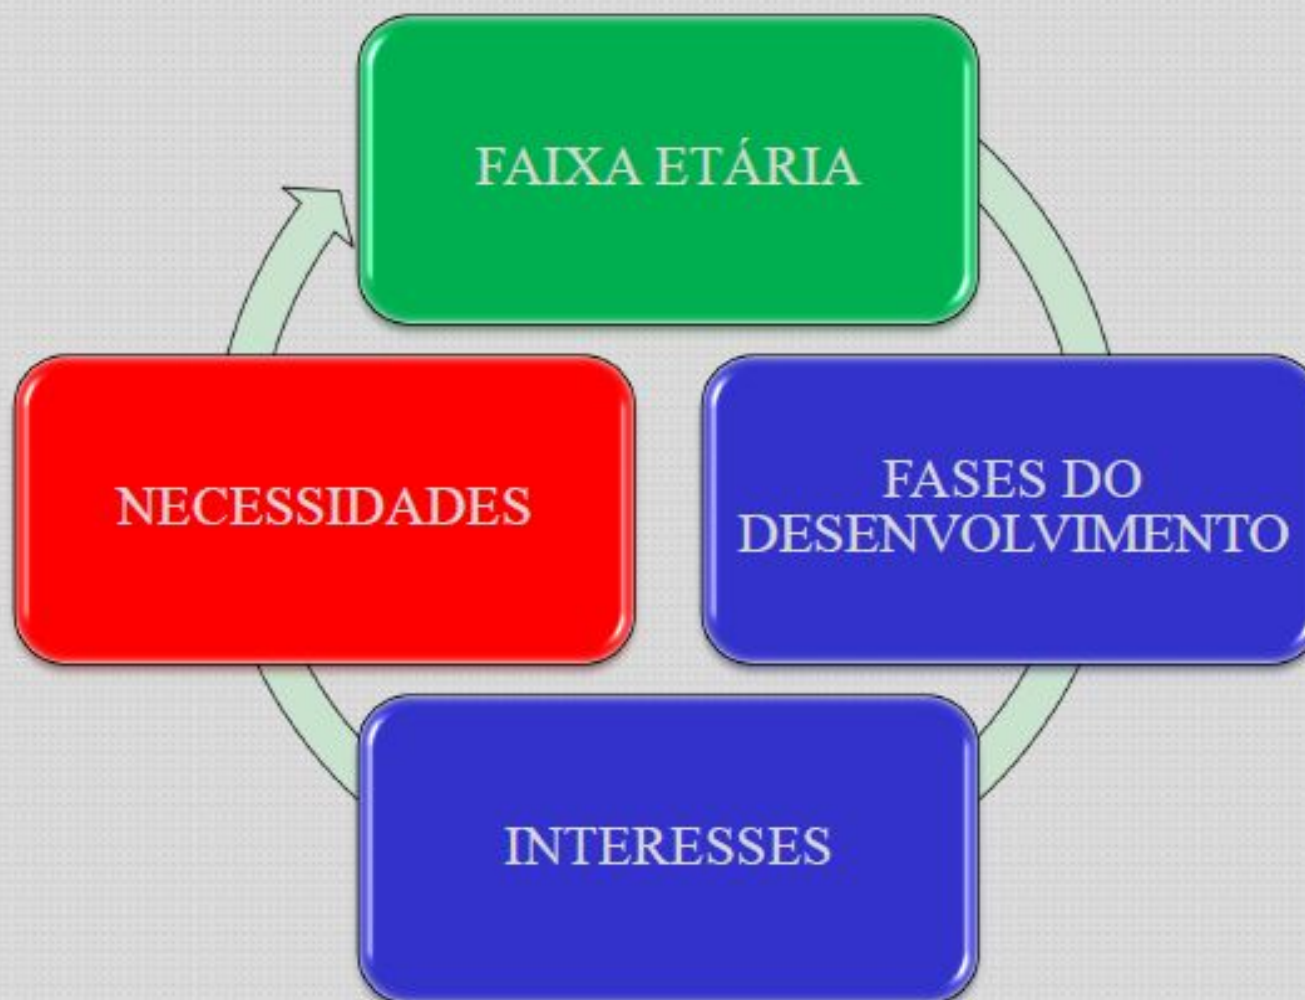 FAIXA ETÁRIA
NECESSIDADES
FASES DO
DESENVOLVIMENTO
INTERESSES